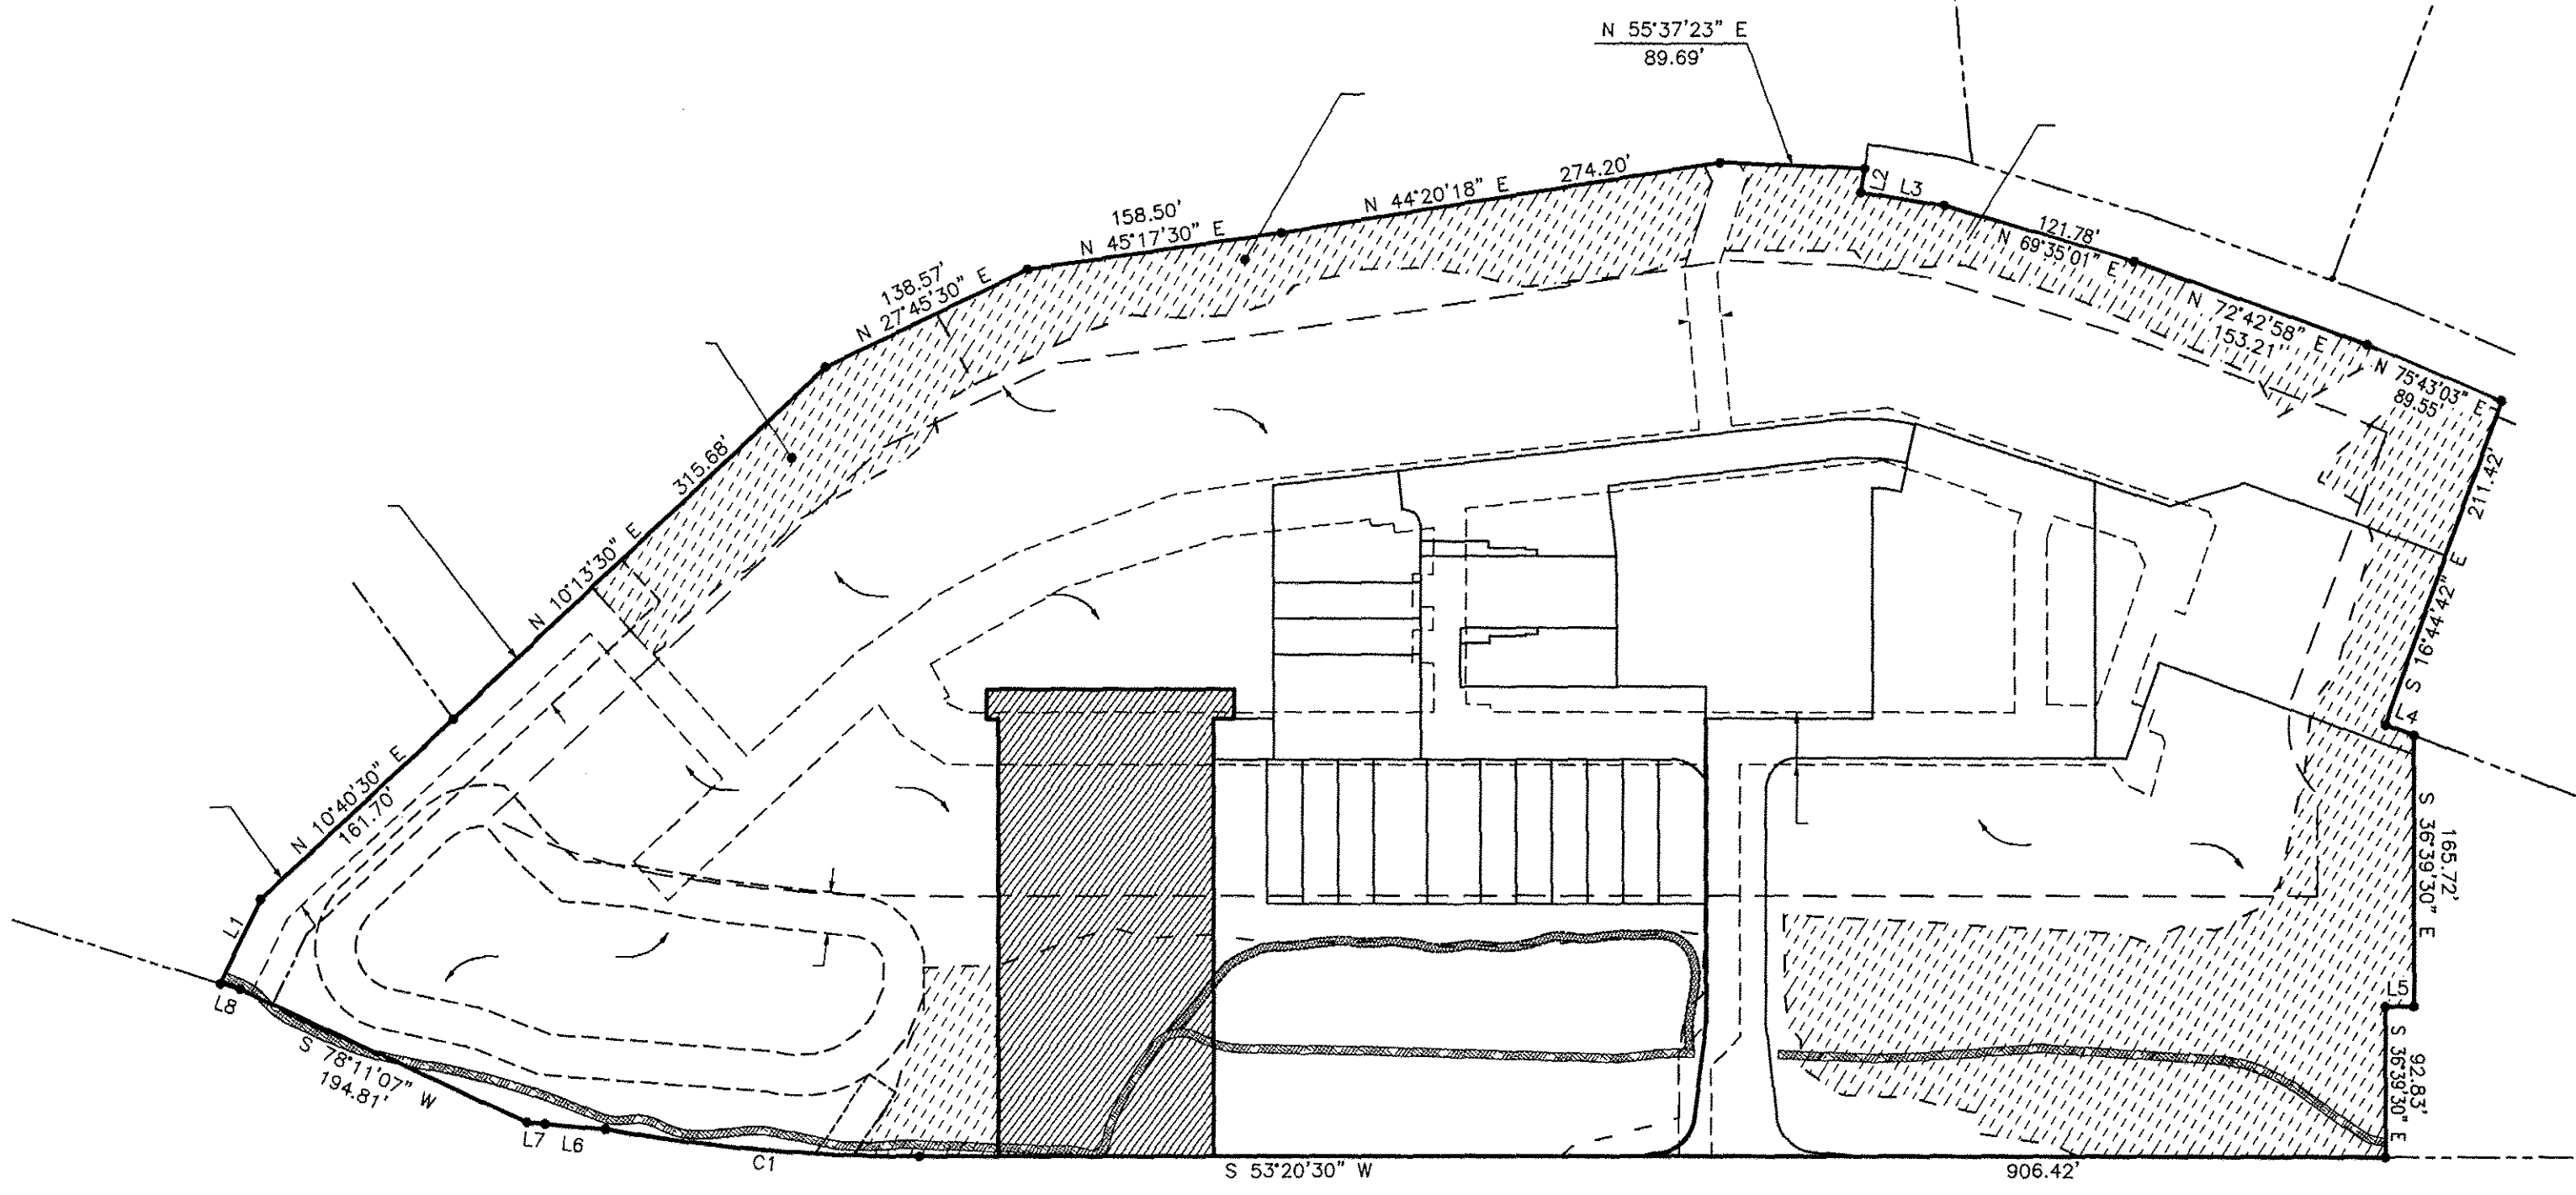 N 55°37'23" E
89.69'
274.20'
N 44°20'18" E
158.50'
N 45°17'30" E
138.57'
N 27°45'30" E
L2
L3
121.78'
N 69°35'01" E
N 72°42'58" E
153.21'
N 75°43'03" E
89.55'
211.42'
S 16°44'42" E
L4
315.68'
N 10°13'30" E
N 10°40'30" E
161.70'
165.72'
S 36°39'30" E
L5
92.83'
S 36°39'30" E
L1
L8
S 78°11'07" W
194.81'
L7
L6
C1
S 53°20'30" W
906.42'